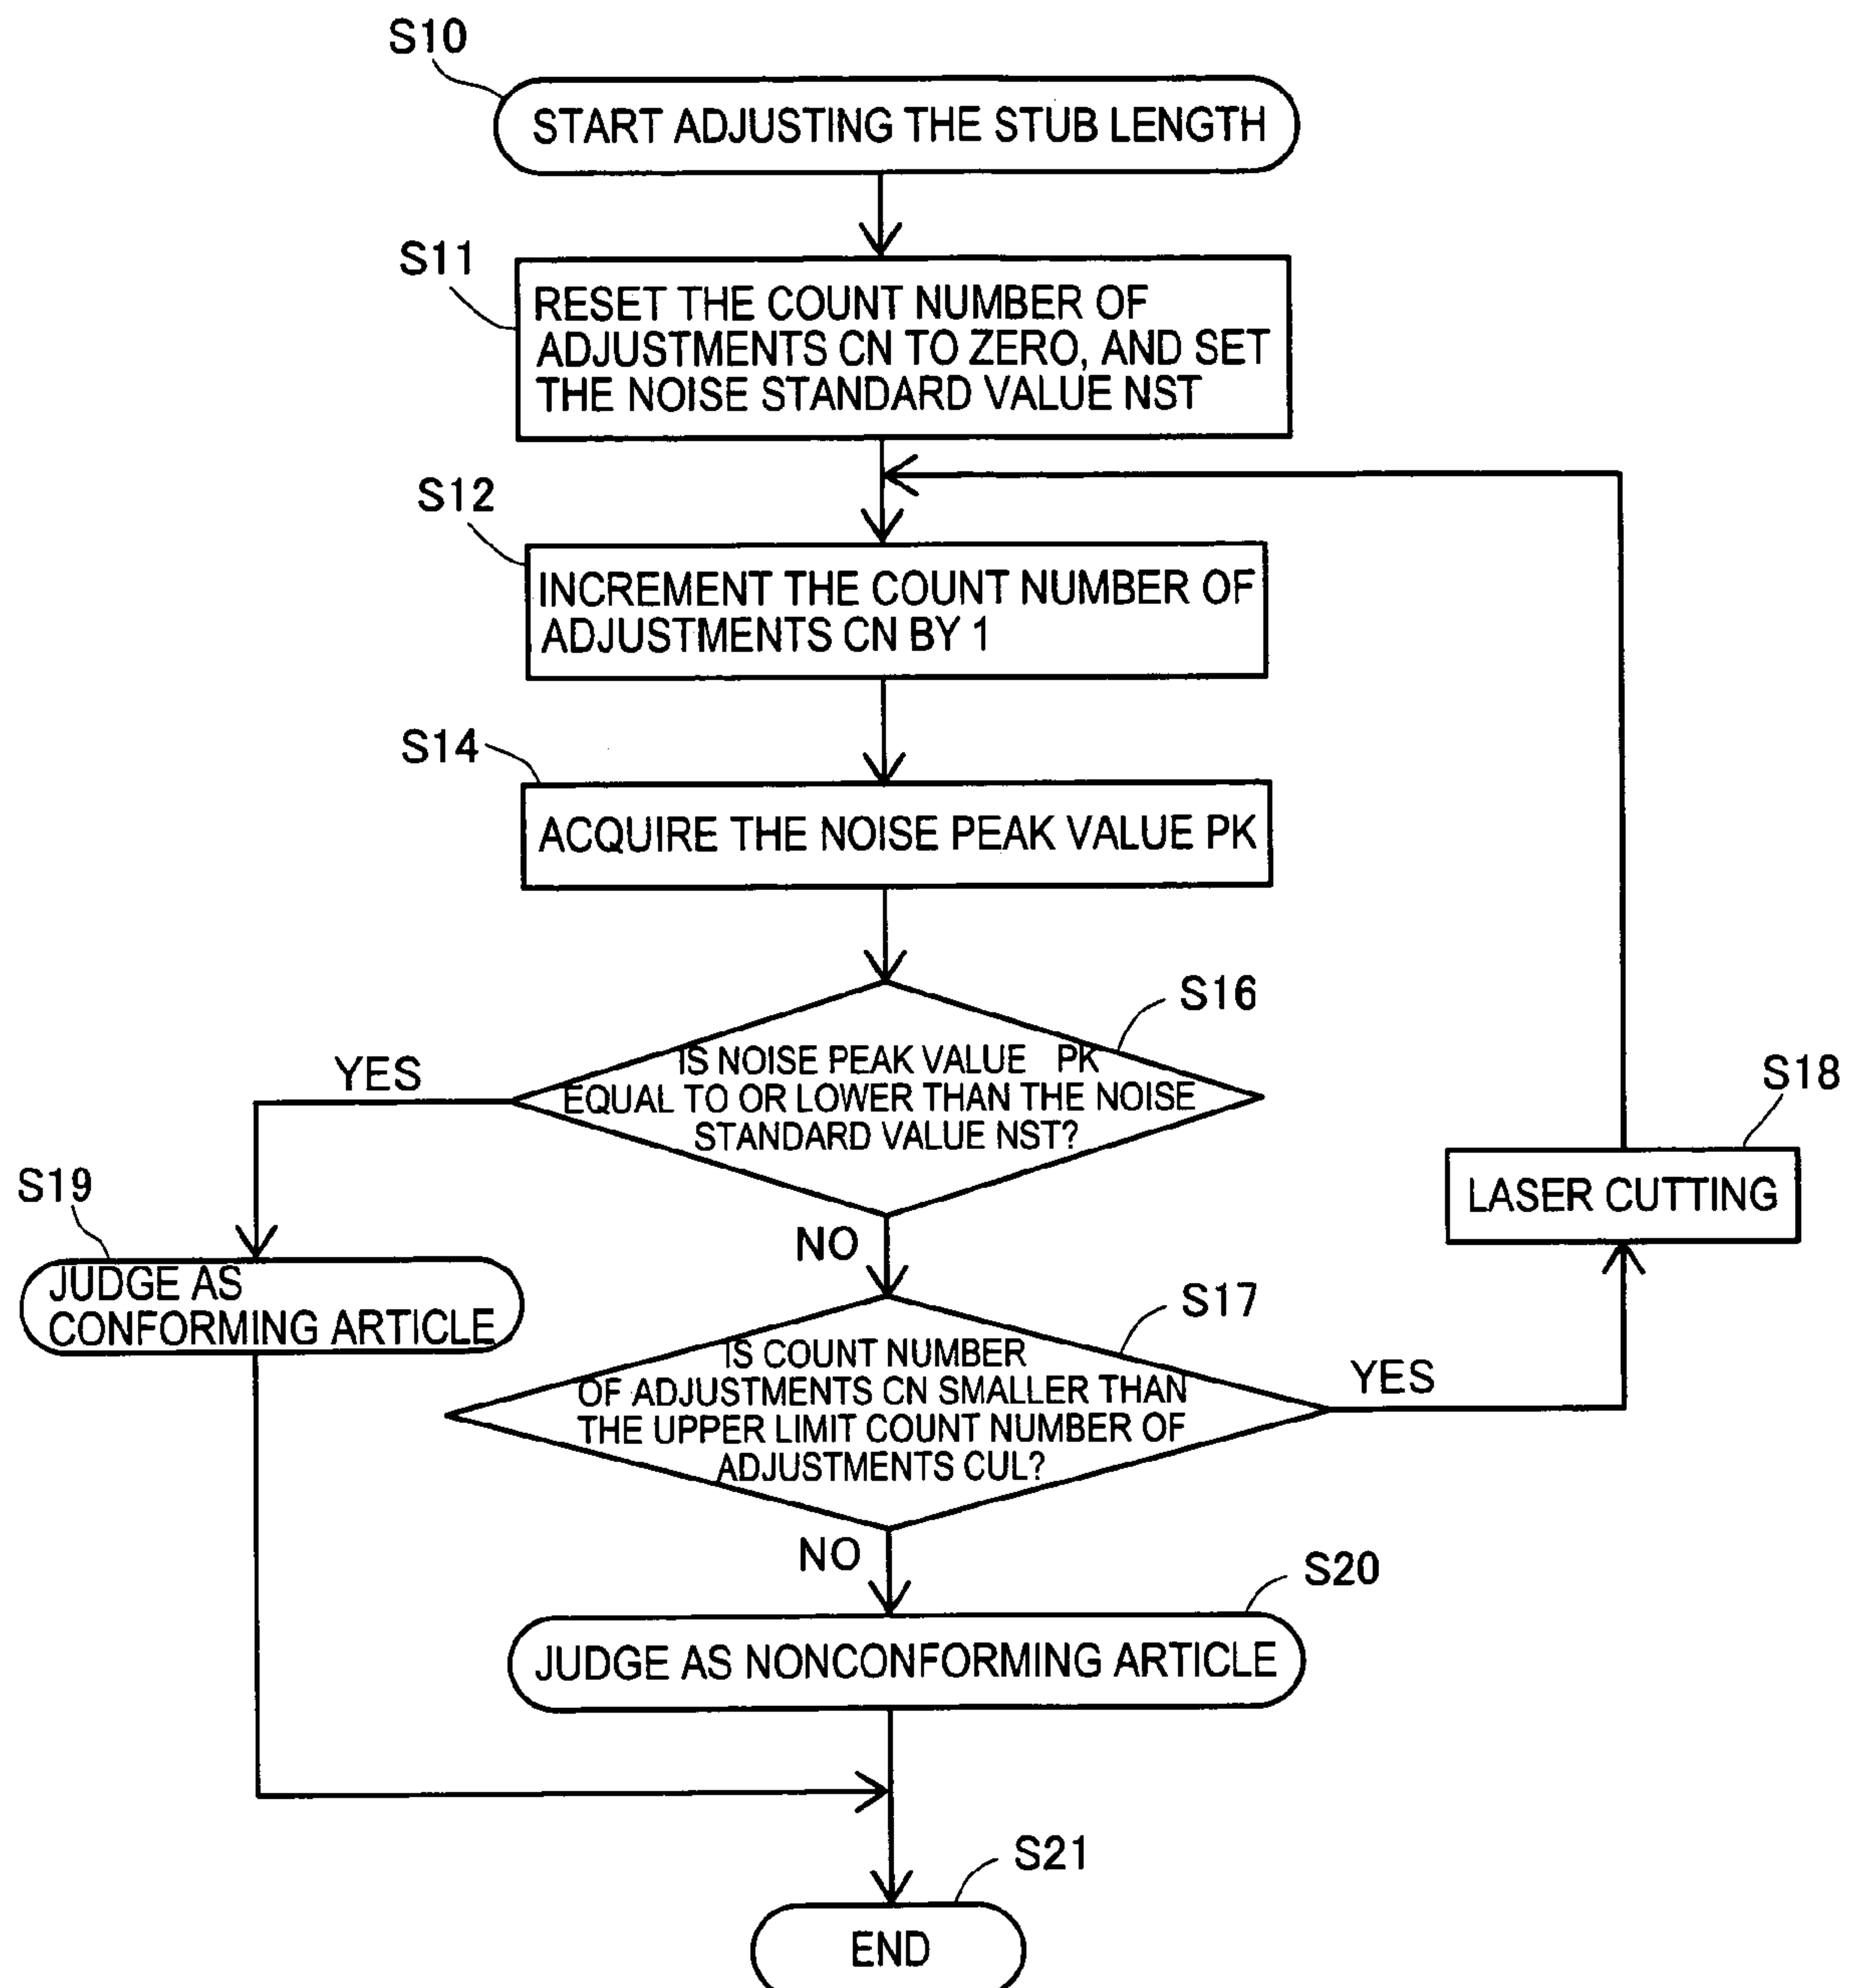 S10
START ADJUSTING THE STUB LENGTH
S11
RESET THE COUNT NUMBER OF
ADJUSTMENTS CN TO ZERO, AND SET
THE NOISE STANDARD VALUE NST
S12
INCREMENT THE COUNT NUMBER OF
ADJUSTMENTS CN BY 1
S14
ACQUIRE THE NOISE PEAK VALUE PK
S16
IS NOISE PEAK VALUE PK
EQUAL TO OR LOWER THAN THE NOISE
STANDARD VALUE NST?
YES
S18
LASER CUTTING
S19
JUDGE AS
CONFORMING ARTICLE
NO
S17
IS COUNT NUMBER
OF ADJUSTMENTS CN SMALLER THAN
THE UPPER LIMIT COUNT NUMBER OF
ADJUSTMENTS CUL?
YES
NO
S20
JUDGE AS NONCONFORMING ARTICLE
S21
END